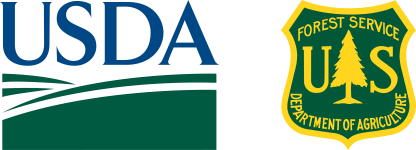 USDA
FOREST SERVICE
U S
DEPARTMENT OF AGRICULTURE